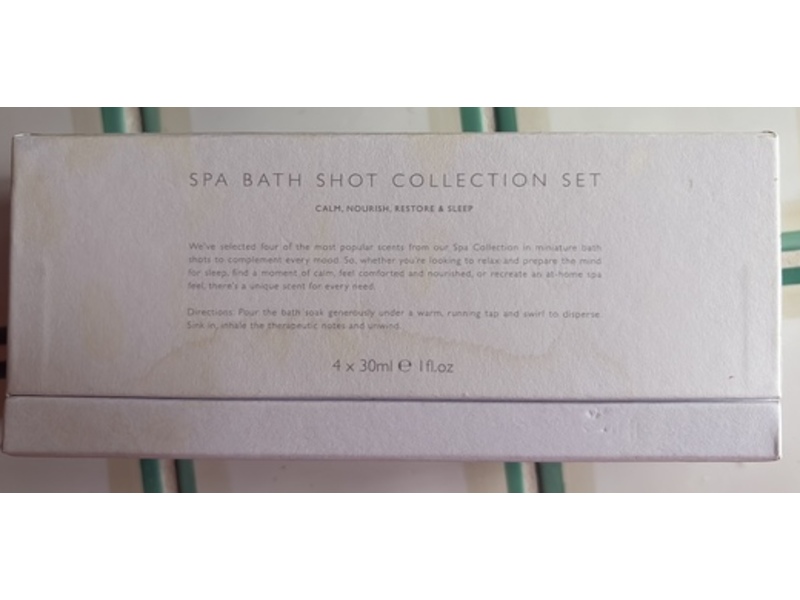 SPA BATH SHOT COLLECTION SET
CALM, NOURISH, RESTORE & SLEEP
We've selected four of the most popular scents from our Spa Collection in miniature bath
shots to complement every mood. So, whether you're looking to relax and prepare the mind
for sleep, find a moment of calm, feel comforted and nourished, or recreate an at-home spa
feel, there's a unique scent for every need.
Directions: Pour the bath soak generously under a warm, running tap and swirl to disperse.
Sink in, inhale the therapeutic notes and unwind.
4 x 30ml ℮ 1fl.oz